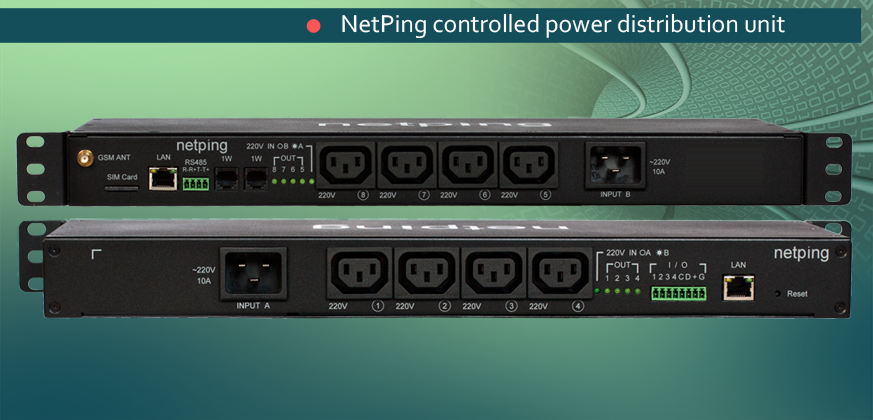 NetPing controlled power distribution unit
netping
netping
220V IN OB ☀A
GSM ANT
LAN
RS485
1W
1W
OUT
R-R+T-T+
8 7 6 5
SIM Card
~220V
10A
220V ⑧
220V ⑦
220V ⑥
220V ⑤
INPUT B
netping
220V IN OA ☀B
netping
OUT
I / O
LAN
~220V
10A
1 2 3 4
1 2 3 4 C D + G
Reset
INPUT A
220V ①
220V ②
220V ③
220V ④